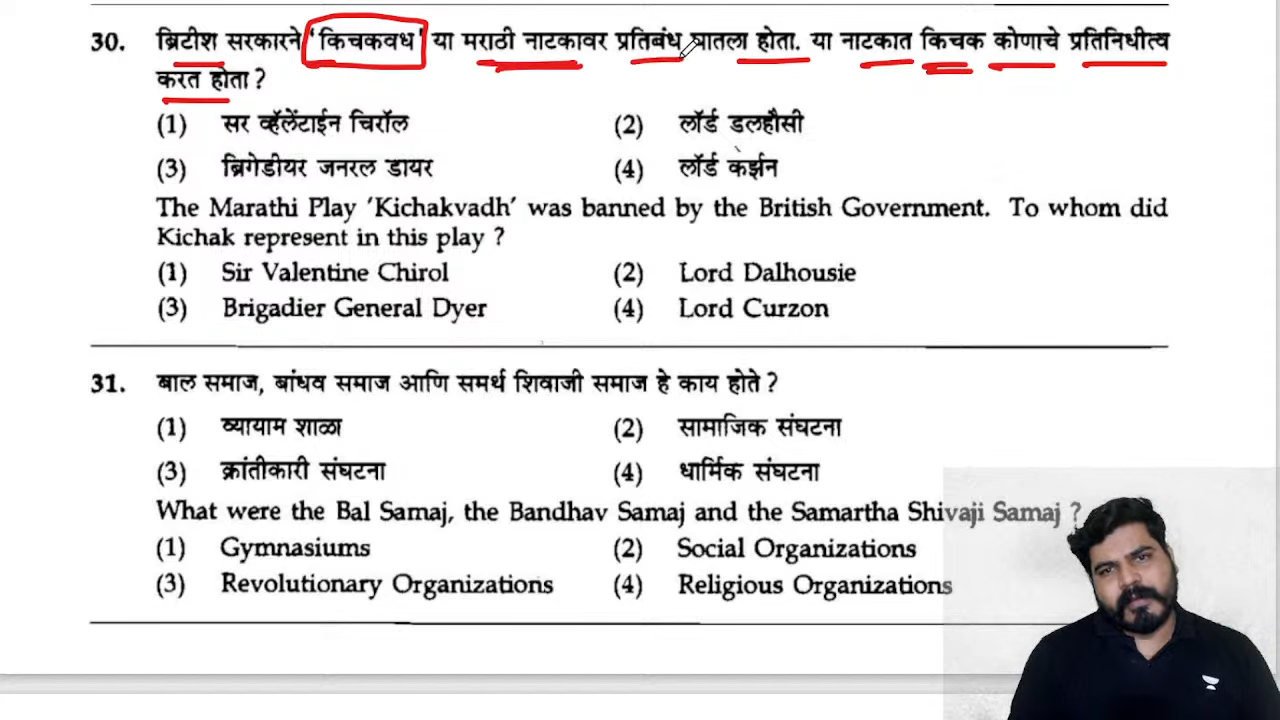 30. ब्रिटीश सरकारने 'किचकवध' या मराठी नाटकावर प्रतिबंध घातला होता. या नाटकात किचक कोणाचे प्रतिनिधीत्व
करत होता ?
(1) सर व्हॅलेंटाईन चिरॉल (2) लॉर्ड डलहौसी
(3) ब्रिगेडीयर जनरल डायर (4) लॉर्ड कर्झन
The Marathi Play 'Kichakvadh' was banned by the British Government. To whom did
Kichak represent in this play ?
(1) Sir Valentine Chirol (2) Lord Dalhousie
(3) Brigadier General Dyer (4) Lord Curzon
31. बाल समाज, बांधव समाज आणि समर्थ शिवाजी समाज हे काय होते ?
(1) व्यायाम शाळा (2) सामाजिक संघटना
(3) क्रांतीकारी संघटना (4) धार्मिक संघटना
What were the Bal Samaj, the Bandhav Samaj and the Samartha Shivaji Samaj ?
(1) Gymnasiums (2) Social Organizations
(3) Revolutionary Organizations (4) Religious Organizations